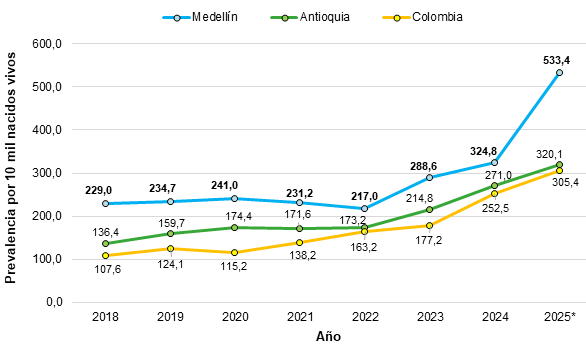 Medellín Antioquia Colombia
Prevalencia por 10 mil nacidos vivos
600,0
500,0
400,0
300,0
200,0
100,0
0,0
229,0 234,7 241,0 231,2 217,0 288,6 324,8 533,4
136,4 159,7 174,4 171,6 173,2 214,8 271,0 320,1
107,6 124,1 115,2 138,2 163,2 177,2 252,5 305,4
2018 2019 2020 2021 2022 2023 2024 2025*
Año